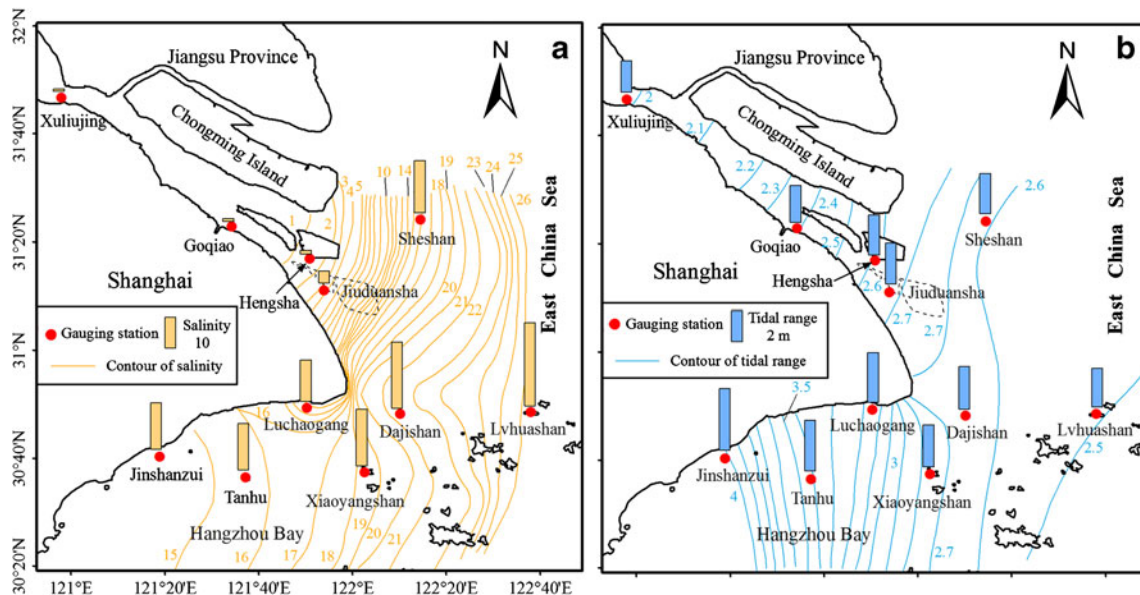 a
N
Jiangsu Province
Chongming Island
Xuliujing
Goqiao
Sheshan
Shanghai
Hengsha
Jiuduansha
East China Sea
1
2
3
4
5
10
14
18
19
23
24
25
26
20
21
22
Gauging station
Salinity
10
Contour of salinity
16
Luchaogang
Dajishan
Lvhuashan
Jinshanzui
Tanhu
Xiaoyangshan
Hangzhou Bay
15
16
17
18
19
20
21
32°N
31°40'N
31°20'N
31°N
30°40'N
30°20'N
121°E
121°20'E
121°40'E
122°E
122°20'E
122°40'E
b
N
Jiangsu Province
Chongming Island
Xuliujing
Goqiao
Sheshan
Shanghai
Hengsha
Jiuduansha
East China Sea
2
2.1
2.2
2.3
2.4
2.5
2.6
2.6
2.7
2.7
Gauging station
Tidal range
2 m
Contour of tidal range
3.5
Luchaogang
Dajishan
Lvhuashan
2.5
3
Jinshanzui
4
Tanhu
Xiaoyangshan
Hangzhou Bay
2.7